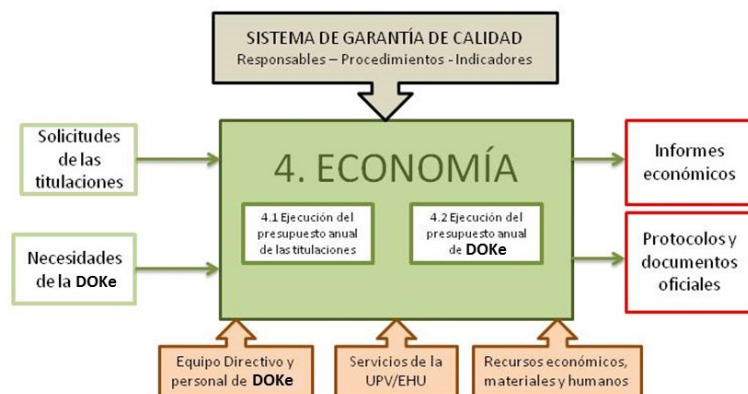 SISTEMA DE GARANTÍA DE CALIDAD
Responsables – Procedimientos - Indicadores
Solicitudes
de las
titulaciones
Necesidades
de la DOKe
4. ECONOMÍA
4.1 Ejecución del
presupuesto anual
de las titulaciones
4.2 Ejecución del
presupuesto anual
de DOKe
Informes
económicos
Protocolos y
documentos
oficiales
Equipo Directivo y
personal de DOKe
Servicios de la
UPV/EHU
Recursos económicos,
materiales y humanos